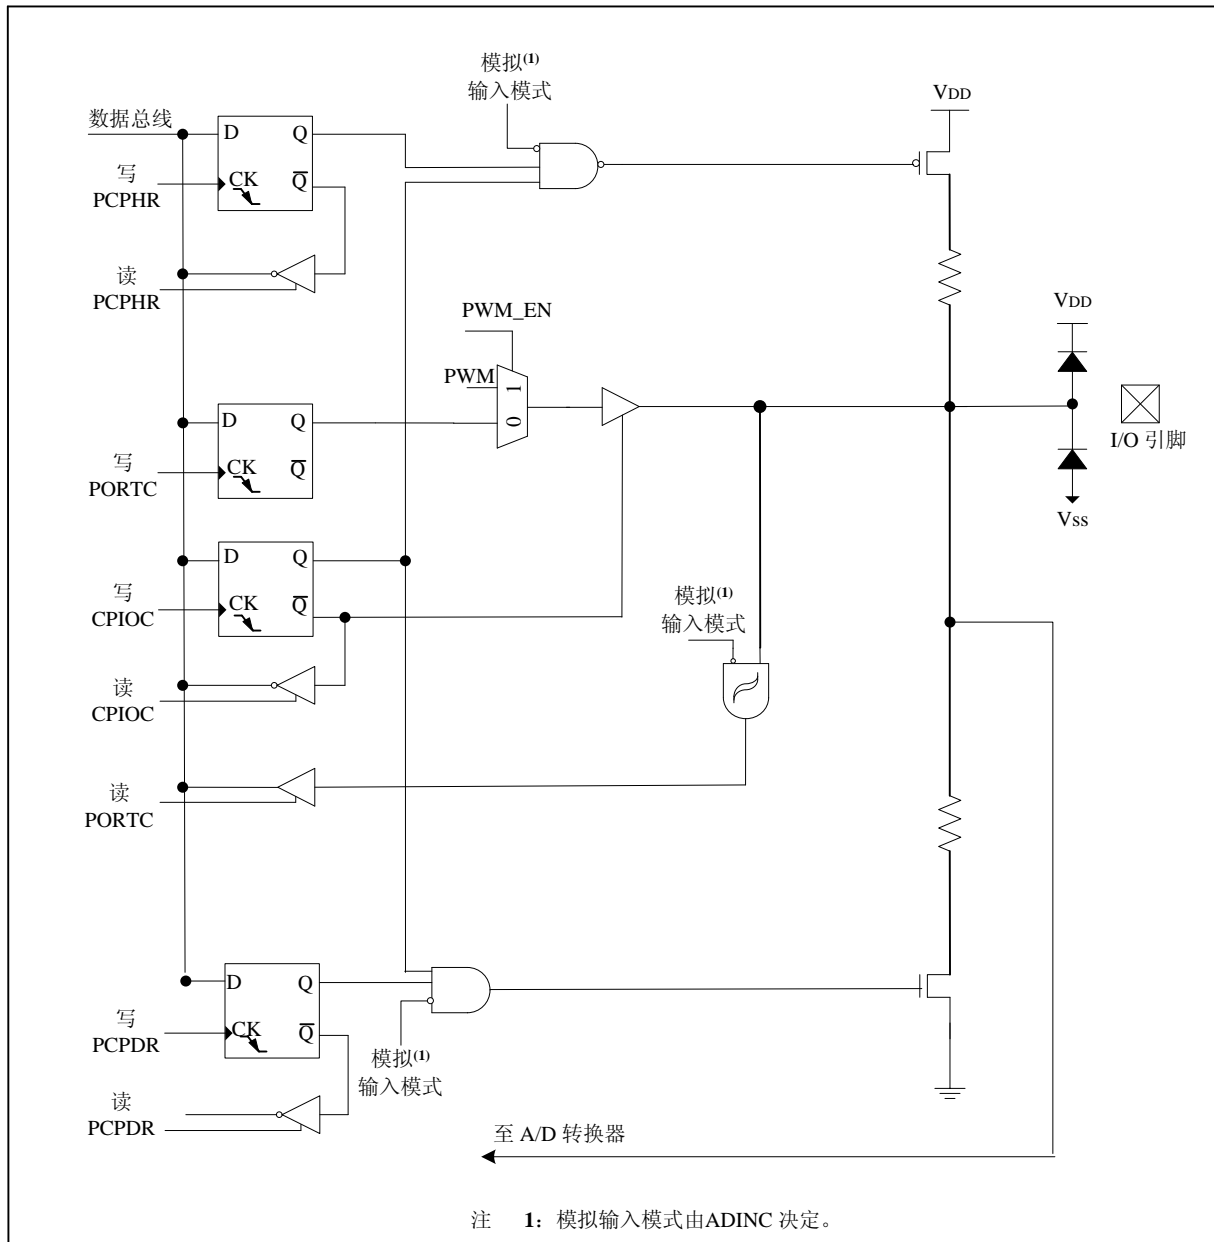 模拟(1)
输入模式
VDD
数据总线
D Q
写
PCPHR
CK Q
读
PCPHR
PWM_EN
VDD
PWM
1
0
D Q
I/O 引脚
写
PORTC
CK Q
VSS
D Q
写
CPIOC
CK Q
模拟(1)
输入模式
读
CPIOC
读
PORTC
D Q
写
PCPDR
CK Q
模拟(1)
输入模式
读
PCPDR
至 A/D 转换器
注 1：模拟输入模式由ADINC 决定。